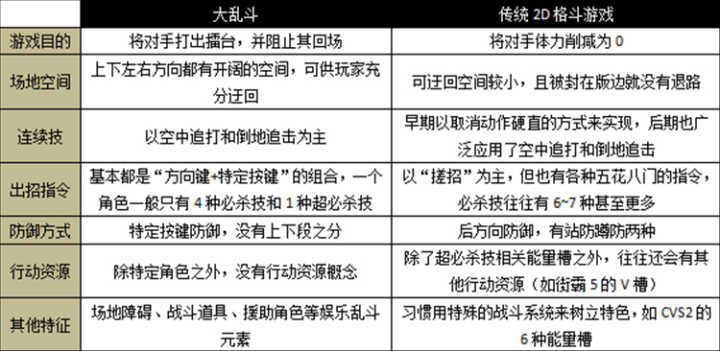 大乱斗
传统 2D 格斗游戏
游戏目的
将对手打出擂台，并阻止其回场
将对手体力削减为 0
场地空间
上下左右方向都有开阔的空间，可供玩家充
分迂回
可迂回空间较小，且被封在版边就没有退路
连续技
以空中追打和倒地追击为主
早期以取消动作硬直的方式来实现，后期也广
泛应用了空中追打和倒地追击
出招指令
基本都是“方向键+特定按键”的组合，一个
角色一般只有 4 种必杀技和 1 种超必杀技
以“搓招”为主，但也有各种五花八门的指令，
必杀技往往有 6~7 种甚至更多
防御方式
特定按键防御，没有上下段之分
后方向防御，有站防蹲防两种
行动资源
除特定角色之外，没有行动资源概念
除了超必杀技相关能量槽之外，往往还会有其
他行动资源（如街霸 5 的 V 槽）
其他特征
场地障碍、战斗道具、援助角色等娱乐乱斗
元素
习惯用特殊的战斗系统来树立特色，如 CVS2 的
6 种能量槽